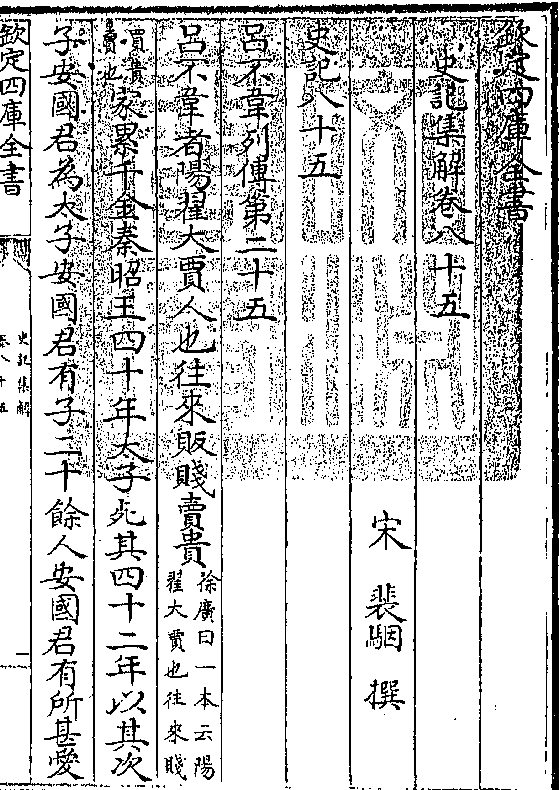 欽定四庫全書
史記集解卷八十五
宋 裴駰 撰
史記八十五
呂不韋列傳第二十五
呂不韋者陽翟大賈人也往來販賤賣貴徐廣曰一本云陽
翟大賈也往來賤
買貴
賣也家累千金秦昭王四十年太子死其四十二年以其次
子安國君為太子安國君有子二十餘人安國君有所甚愛
欽定四庫全書
史記集解
卷八十五
一